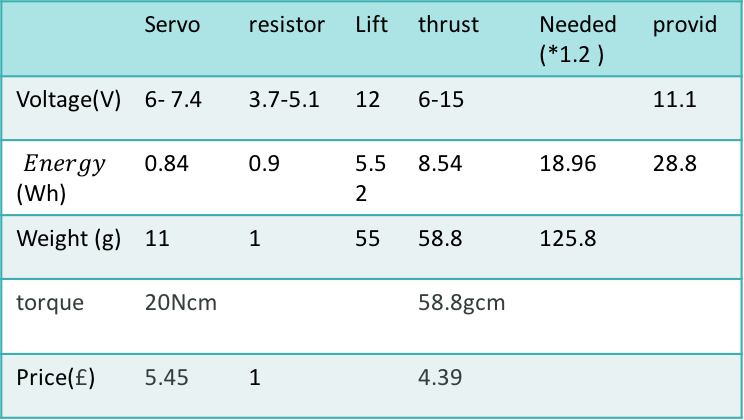 Servo resistor Lift thrust Needed provid
(*1.2 )
Voltage(V) 6- 7.4 3.7-5.1 12 6-15 11.1
Energy 0.84 0.9 5.5 8.54 18.96 28.8
(Wh) 2
Weight (g) 11 1 55 58.8 125.8
torque 20Ncm 58.8gcm
Price(£) 5.45 1 4.39